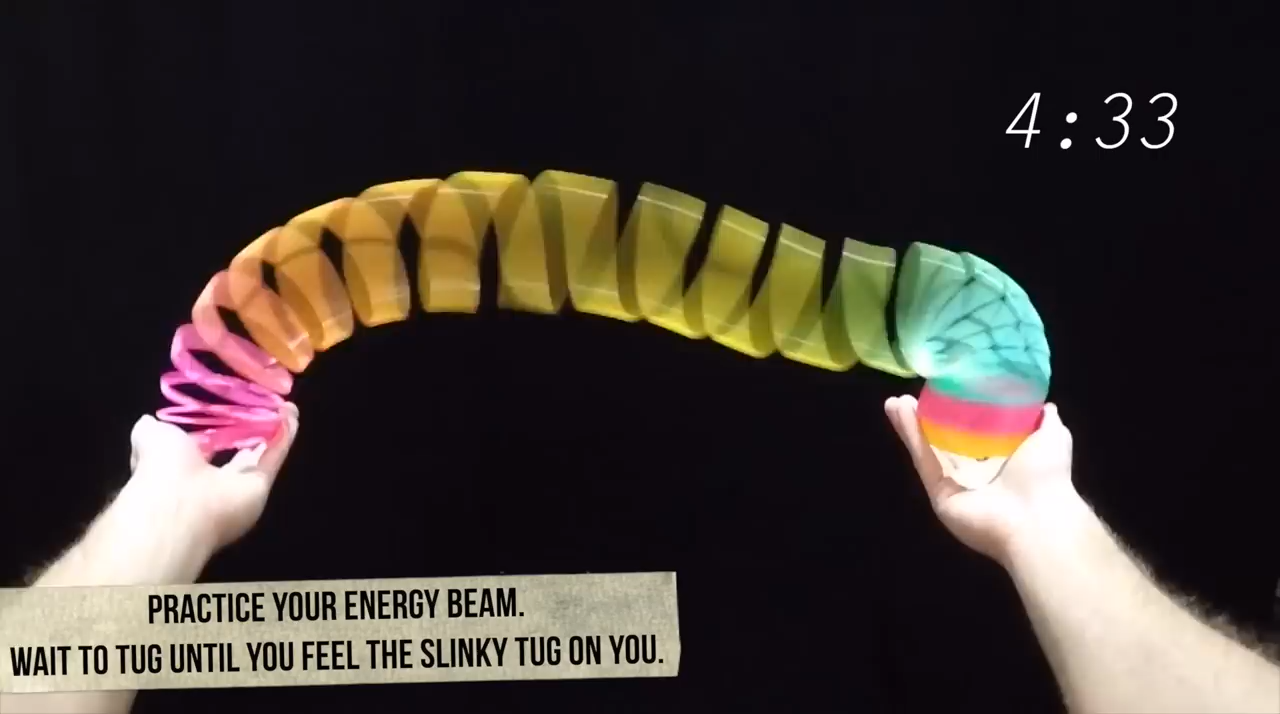 4:33
PRACTICE YOUR ENERGY BEAM.
WAIT TO TUG UNTIL YOU FEEL THE SLINKY TUG ON YOU.